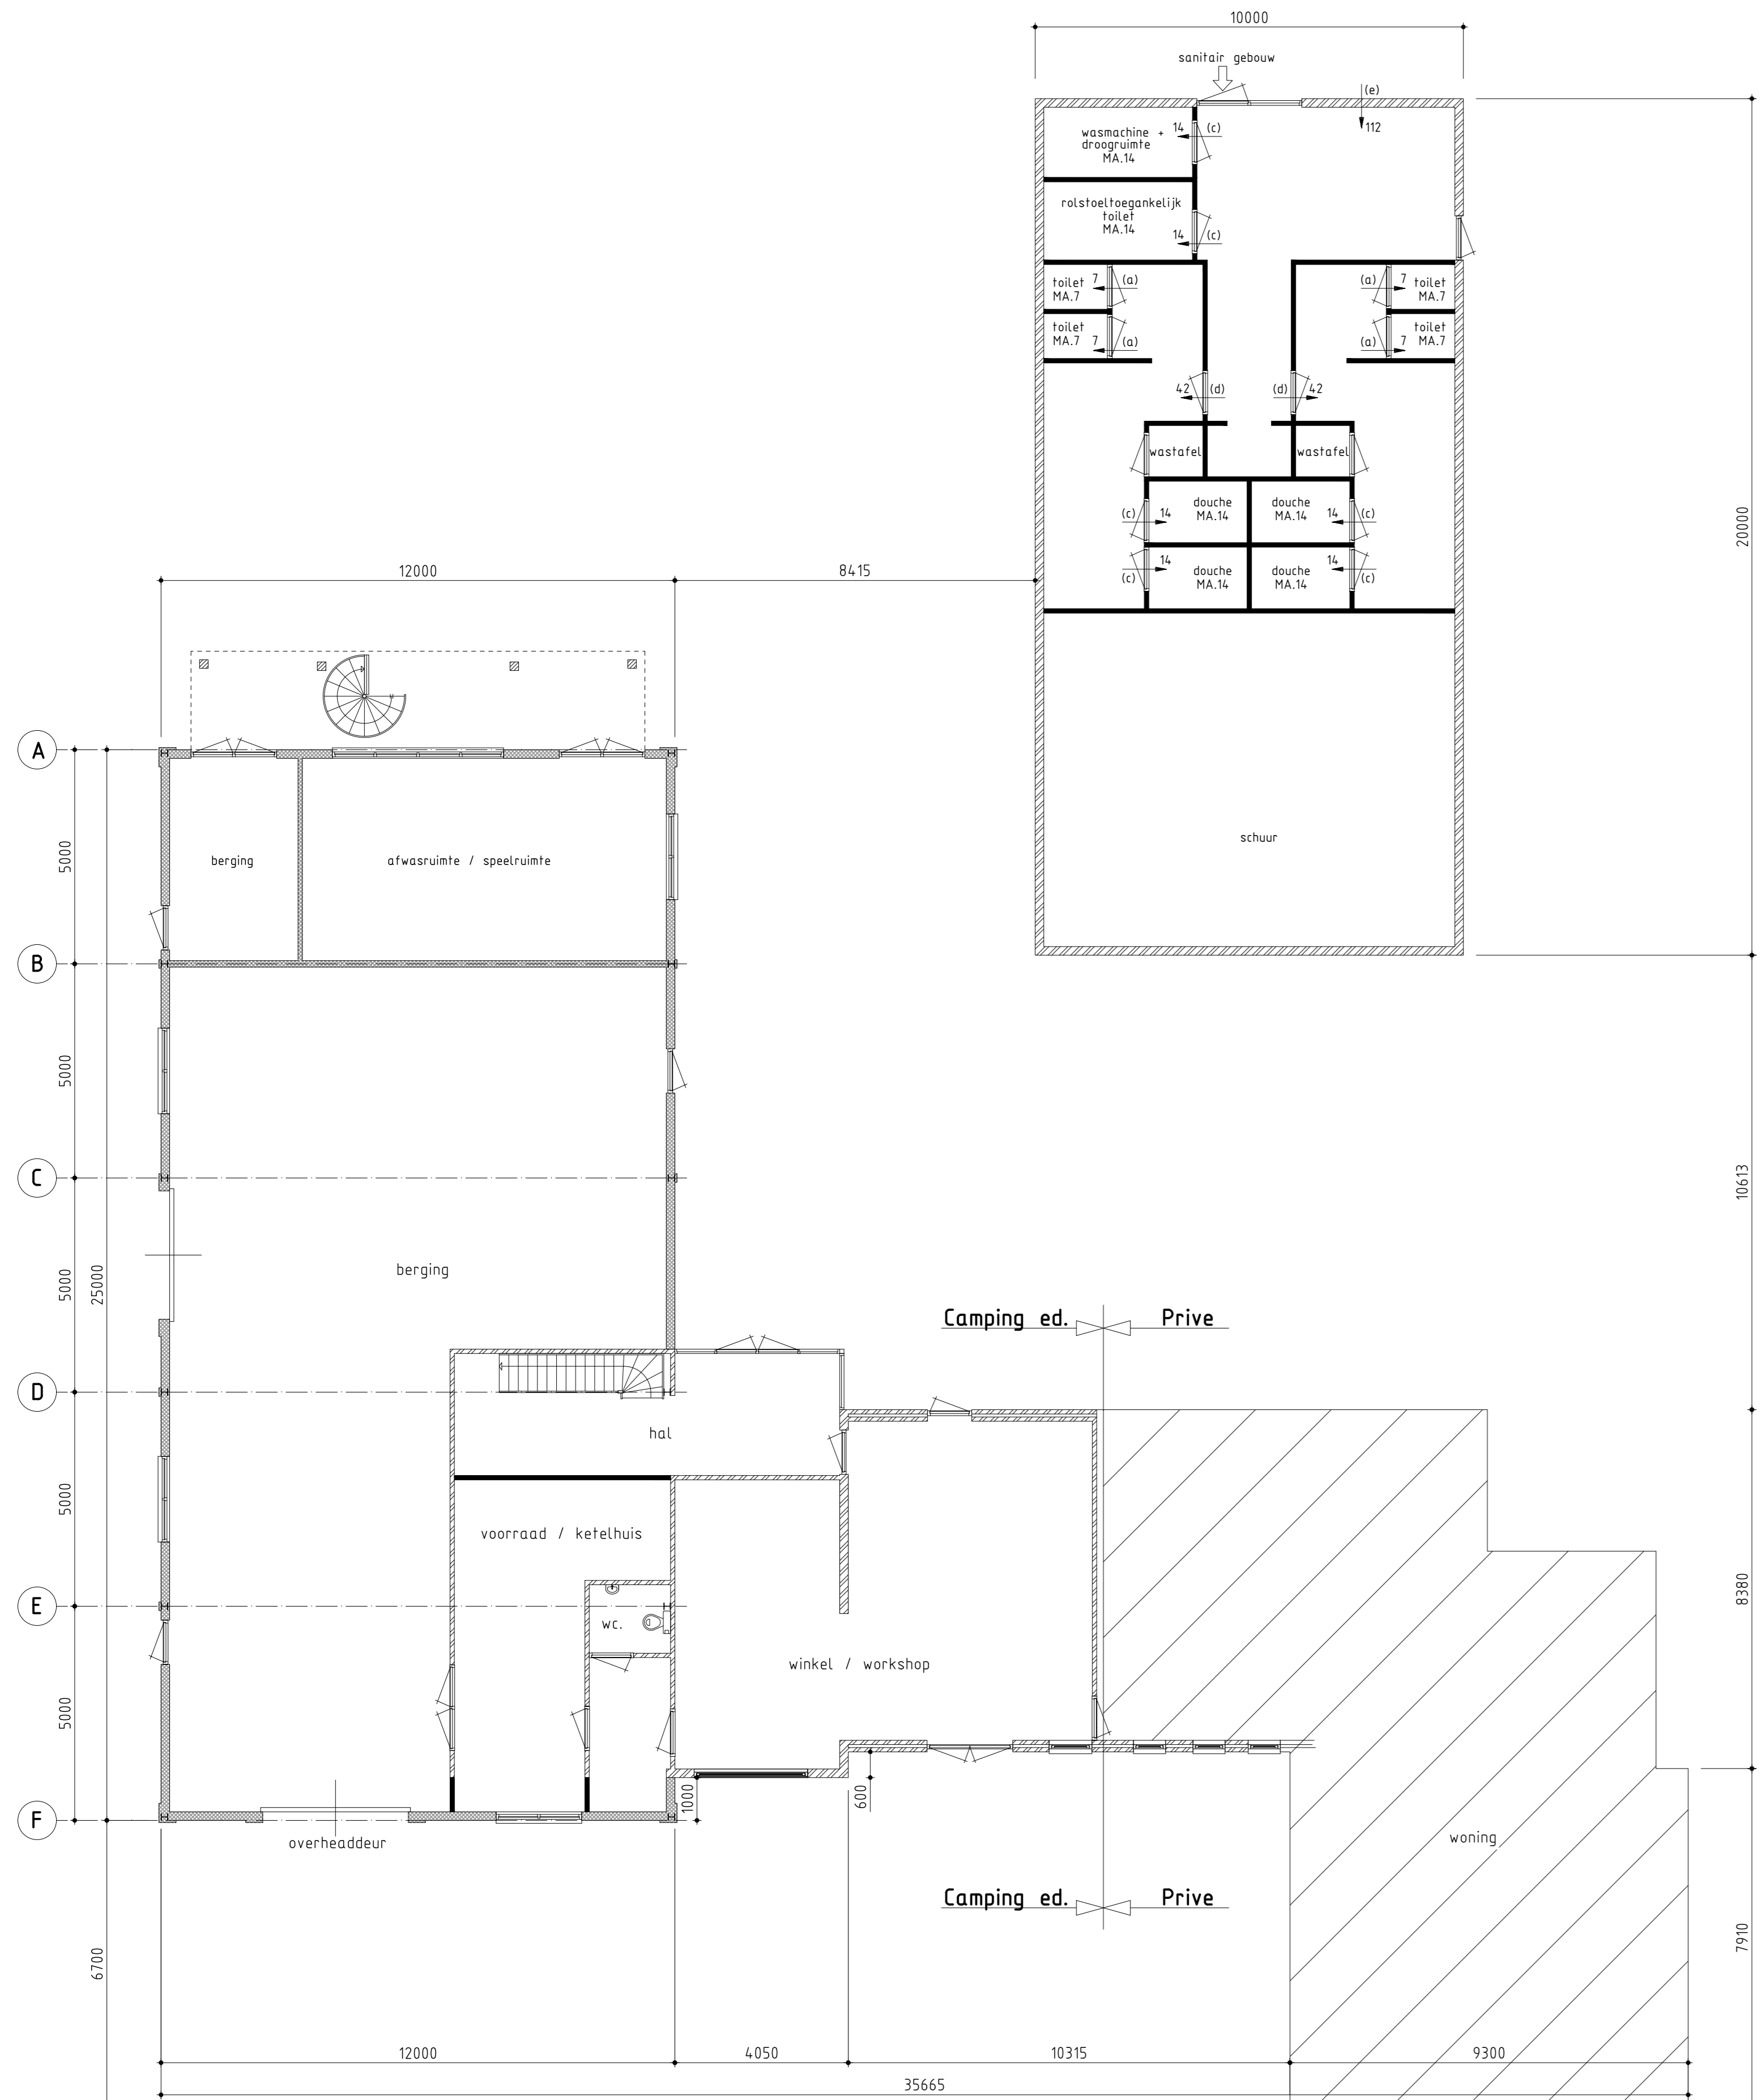 10000
sanitair gebouw
(e)
112
wasmachine +
droogruimte
MA.14
14 (c)
rolstoeltoegankelijk
toilet
MA.14
14 (c)
toilet
MA.7
7 (a)
(a) 7
toilet
MA.7
toilet
MA.7
7 (a)
(a) 7
toilet
MA.7
42 (d)
(d) 42
wastafel
wastafel
(c) 14
douche
MA.14
douche
MA.14
14 (c)
(c) 14
douche
MA.14
douche
MA.14
14 (c)
20000
12000
8415
schuur
A
5000
berging
afwasruimte / speelruimte
B
5000
10613
C
5000
25000
berging
Camping ed.
Prive
D
hal
5000
voorraad / ketelhuis
E
wc.
8380
winkel / workshop
5000
1000
600
F
overheaddeur
woning
Camping ed.
Prive
6700
7910
12000
4050
10315
9300
35665